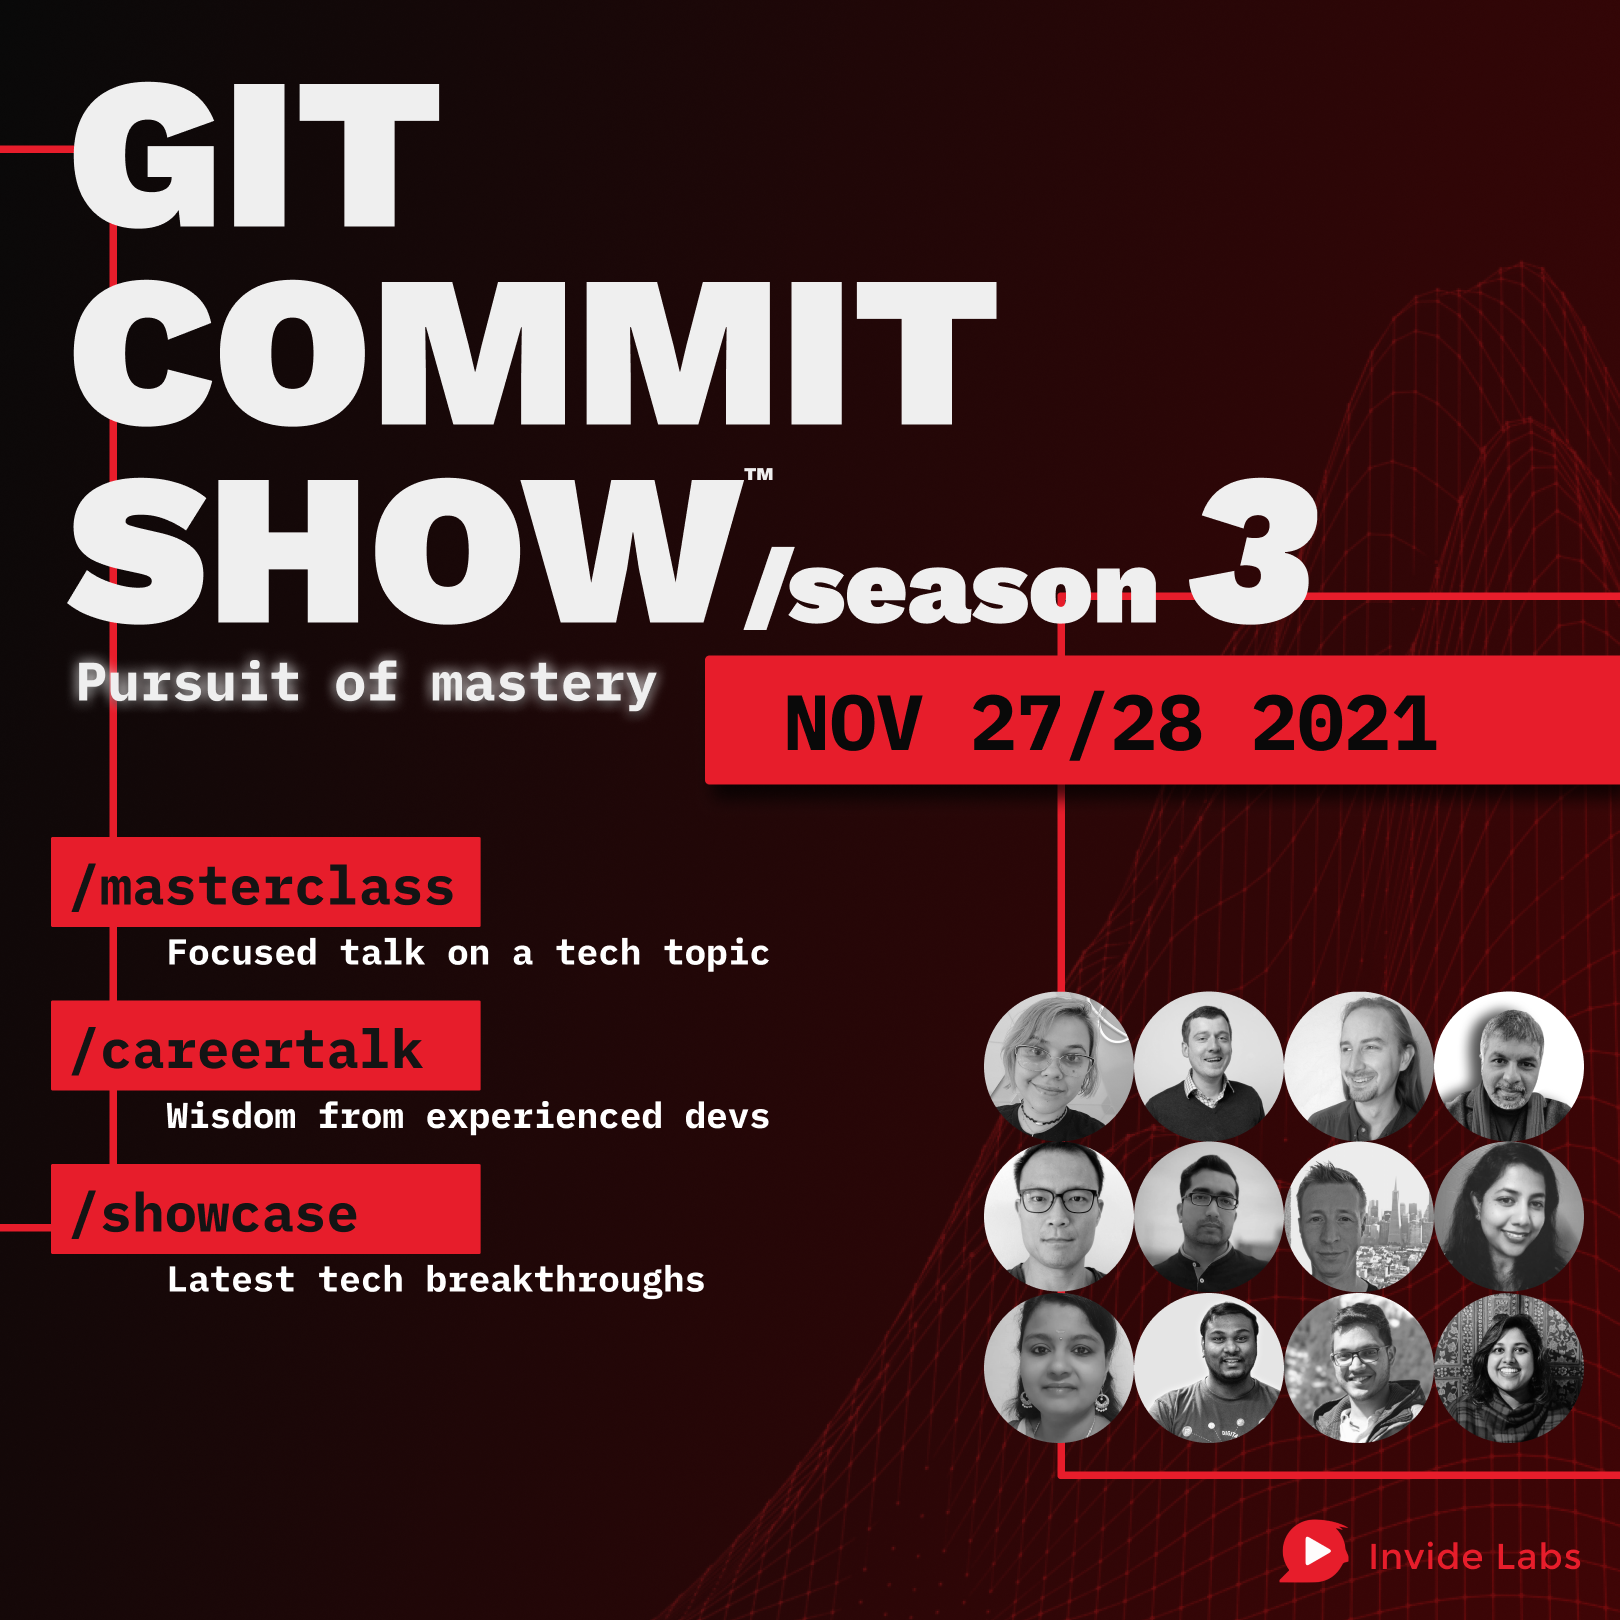 GIT
COMMIT
SHOW™/season 3
Pursuit of mastery
NOV 27/28 2021
/masterclass
Focused talk on a tech topic
/careertalk
Wisdom from experienced devs
/showcase
Latest tech breakthroughs
Invide Labs